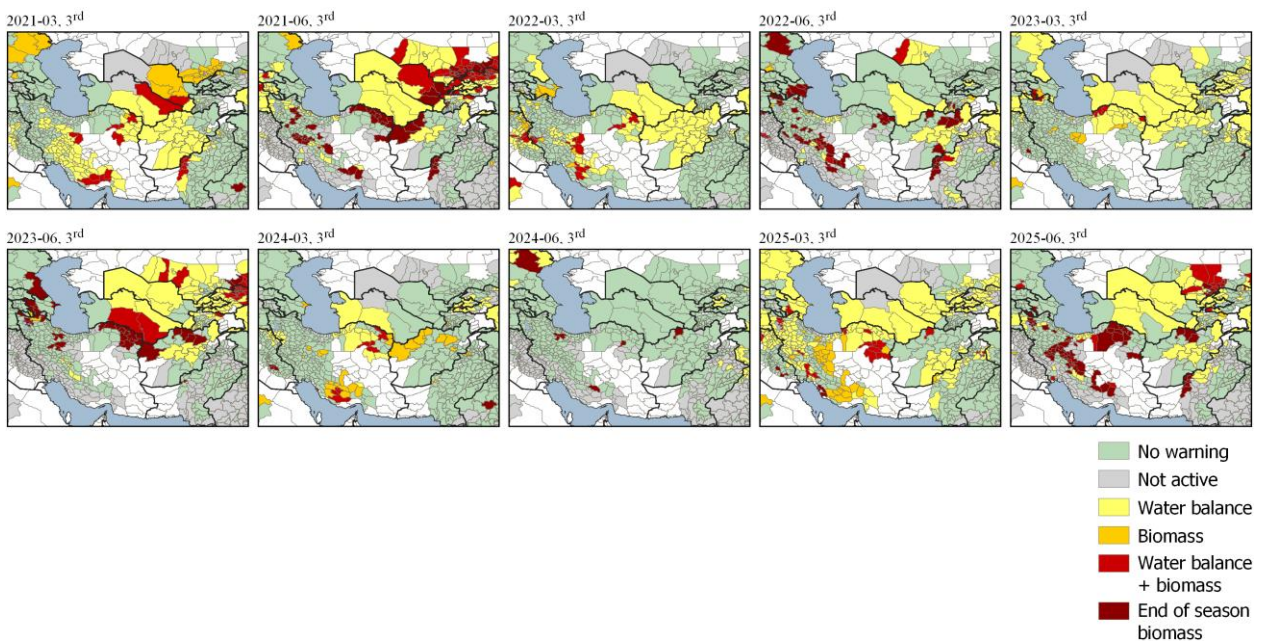 2021-03, 3rd
2021-06, 3rd
2022-03, 3rd
2022-06, 3rd
2023-03, 3rd
2023-06, 3rd
2024-03, 3rd
2024-06, 3rd
2025-03, 3rd
2025-06, 3rd
No warning
Not active
Water balance
Biomass
Water balance
+ biomass
End of season
biomass